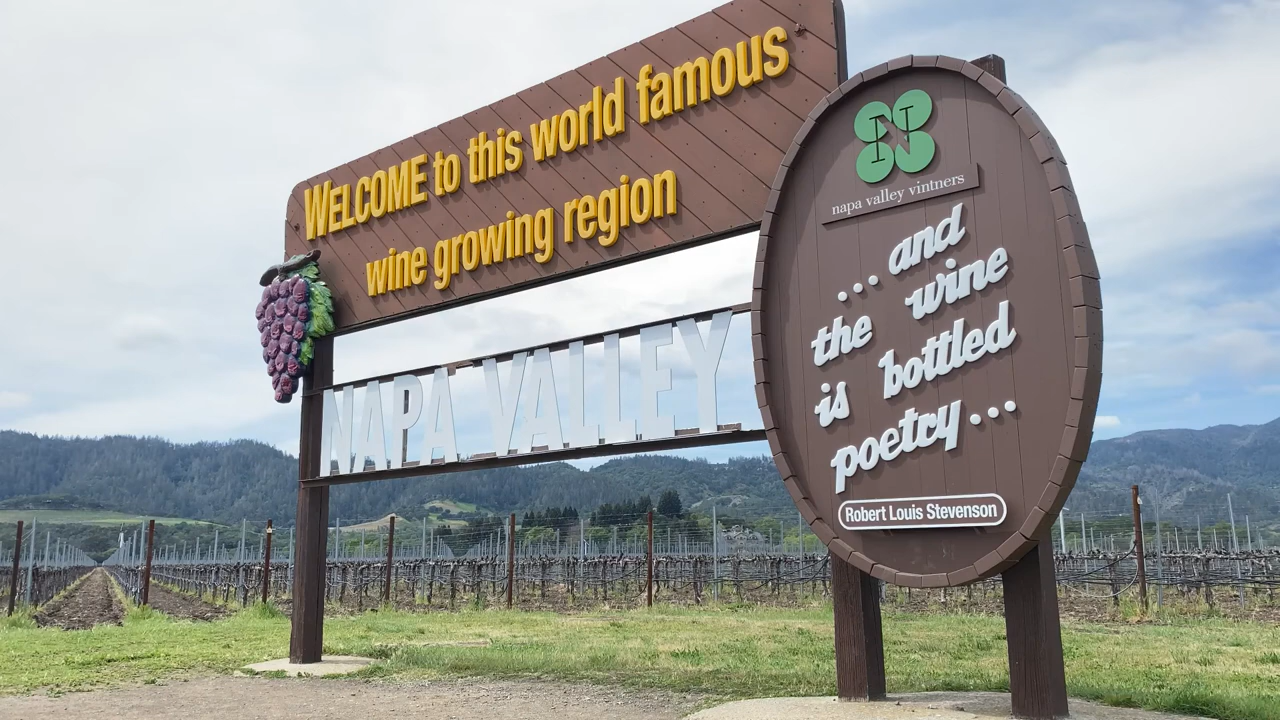 WELCOME to this world famous
wine growing region
NAPA VALLEY
N
napa valley vintners
... and
the wine
is bottled
poetry...
Robert Louis Stevenson